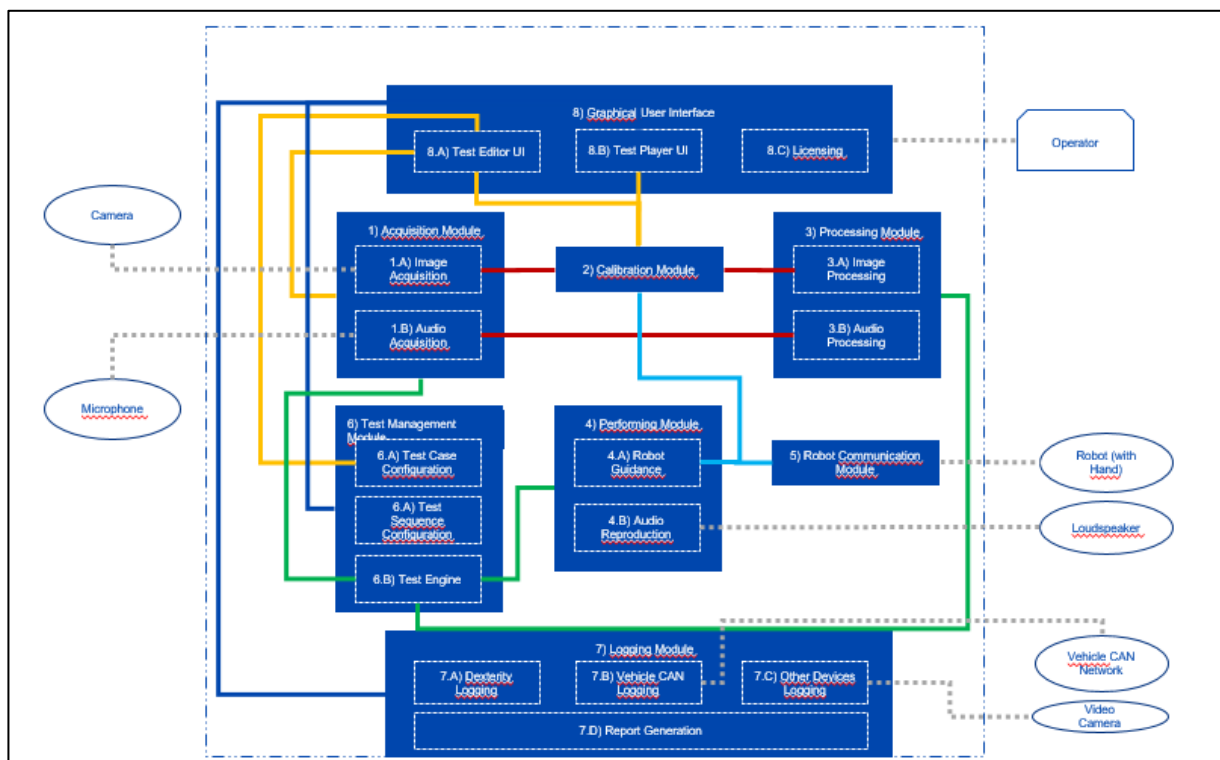 8) Graphical User Interface
8.A) Test Editor UI
8.B) Test Player UI
8.C) Licensing
Operator
Camera
1) Acquisition Module
1.A) Image
Acquisition
1.B) Audio
Acquisition
2) Calibration Module
3) Processing Module
3.A) Image
Processing
3.B) Audio
Processing
Microphone
6) Test Management
Module
6.A) Test Case
Configuration
6.A) Test
Sequence
Configuration
6.B) Test Engine
4) Performing Module
4.A) Robot
Guidance
4.B) Audio
Reproduction
5) Robot Communication
Module
Robot (with
Hand)
Loudspeaker
7) Logging Module
7.A) Dexterity
Logging
7.B) Vehicle CAN
Logging
7.C) Other Devices
Logging
7.D) Report Generation
Vehicle CAN
Network
Video
Camera